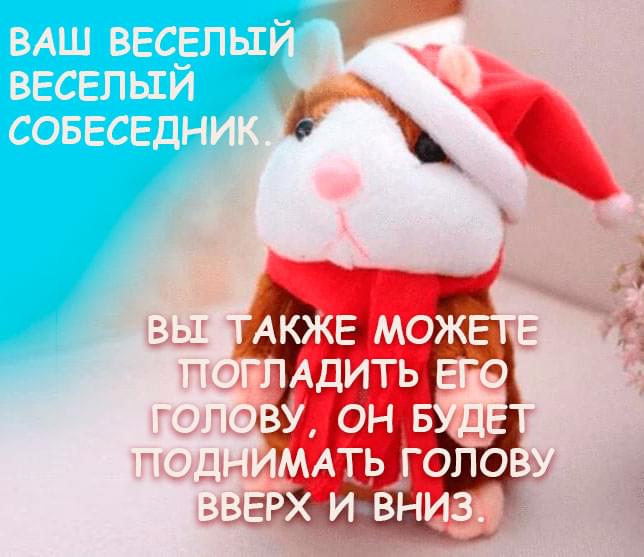 ВАШ ВЕСЕЛЫЙ
ВЕСЕЛЫЙ
СОБЕСЕДНИК.
ВЫ ТАКЖЕ МОЖЕТЕ
ПОГЛАДИТЬ ЕГО
ГОЛОВУ, ОН БУДЕТ
ПОДНИМАТЬ ГОЛОВУ
ВВЕРХ И ВНИЗ.